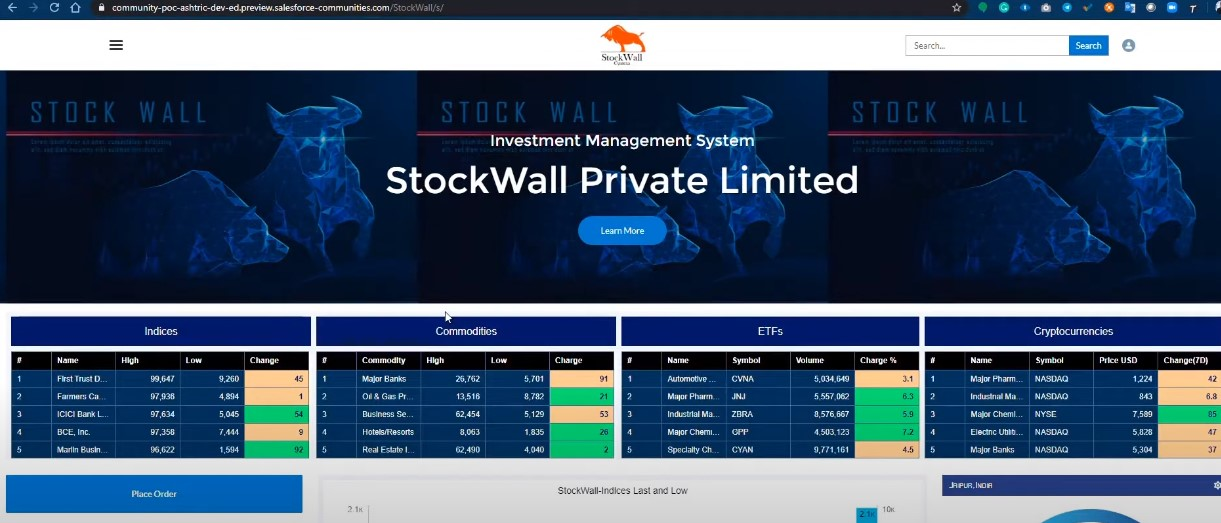 community-poc-ashtric-dev-ed.preview.salesforce-communities.com/StockWall/s/
StockWall
Search...
Search
STOCK WALL
STOCK WALL
STOCK WALL
Investment Management System
StockWall Private Limited
Learn More
Indices
# Name High Low Change
1 First Trust D... 99,647 9,260 45
2 Farmers Ca... 97,936 4,894 1
3 ICICI Bank L... 97,634 5,045 54
4 BCE, Inc. 97,358 7,444 9
5 Marlin Busin... 96,622 1,594 92
Commodities
# Commodity High Low Charge
1 Major Banks 26,762 5,701 91
2 Oil & Gas Pr... 13,516 8,782 21
3 Business Se... 62,454 5,129 53
4 Hotels/Resorts 8,063 1,835 26
5 Real Estate I... 62,490 4,040 2
ETFs
# Name Symbol Volume Charge %
1 Automotive ... CVNA 5,034,649 3.1
2 Major Pharm... JNJ 5,557,062 6.3
3 Industrial Ma... ZBRA 8,576,667 5.9
4 Major Chemi... GPP 4,503,123 7.2
5 Specialty Ch... CYAN 9,771,161 4.5
Cryptocurrencies
# Name Symbol Price USD Change(7D)
1 Major Pharm... NASDAQ 1,224 42
2 Industrial Ma... NASDAQ 843 6.8
3 Major Chemi... NYSE 7,589 85
4 Electric Utiliti... NASDAQ 5,828 47
5 Major Banks NASDAQ 5,304 37
Place Order
StockWall-Indices Last and Low
2.1K
2.1K
10K
JAIPUR, INDIA